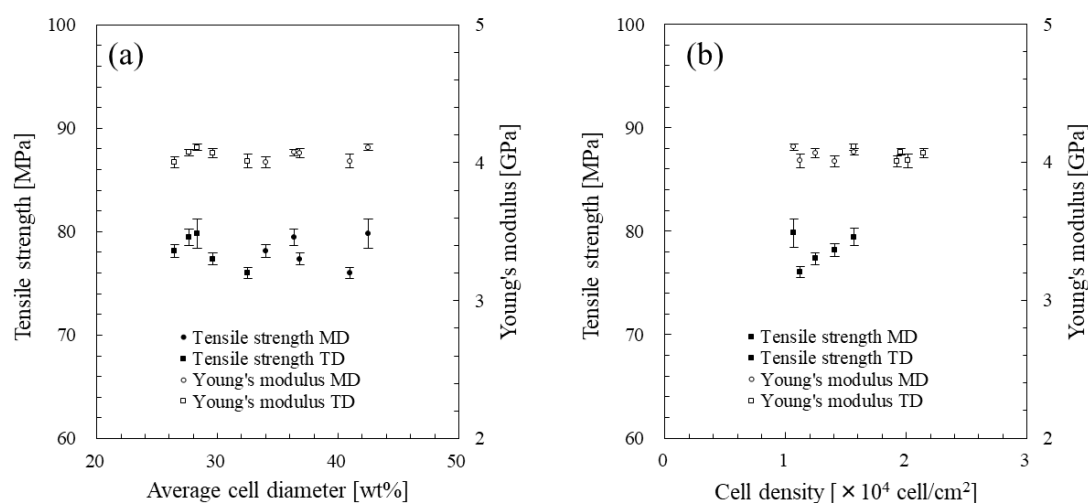 (a)
100
90
80
70
60
Tensile strength [MPa]
5
4
3
2
Young's modulus [GPa]
Tensile strength MD
Tensile strength TD
Young's modulus MD
Young's modulus TD
20
30
40
50
Average cell diameter [wt%]
(b)
100
90
80
70
60
Tensile strength [MPa]
5
4
3
2
Young's modulus [GPa]
Tensile strength MD
Tensile strength TD
Young's modulus MD
Young's modulus TD
0
1
2
3
Cell density [×10⁴ cell/cm²]